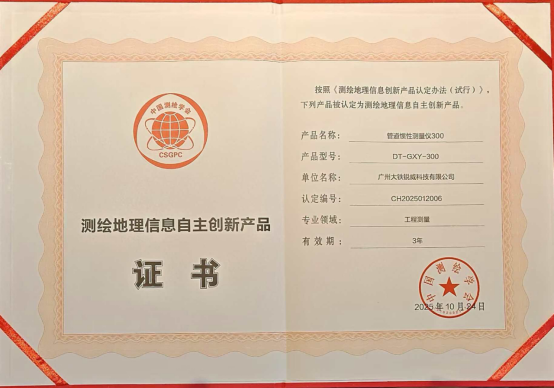 中国测绘学会
CSGPC
测绘地理信息自主创新产品
证 书
按照《测绘地理信息创新产品认定办法（试行）》，
下列产品被认定为测绘地理信息自主创新产品。
产品名称： 管道惯性测量仪300
产品型号： DT-GXY-300
单位名称： 广州大铁锐威科技有限公司
认定编号： CH2025012006
专业领域： 工程测量
有 效 期： 3年
中国测绘学会
2025年10月24日